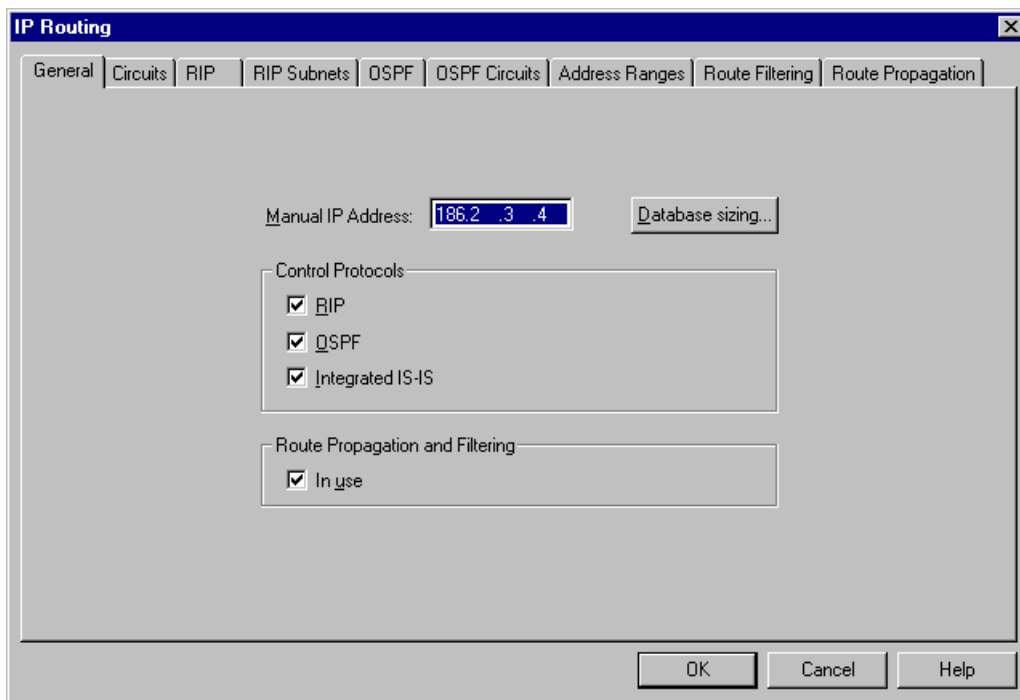 IP Routing
General Circuits RIP RIP Subnets OSPF OSPF Circuits Address Ranges Route Filtering Route Propagation
Manual IP Address: 186.2 .3 .4 Database sizing...
Control Protocols
RIP
OSPF
Integrated IS-IS
Route Propagation and Filtering
In use
OK Cancel Help